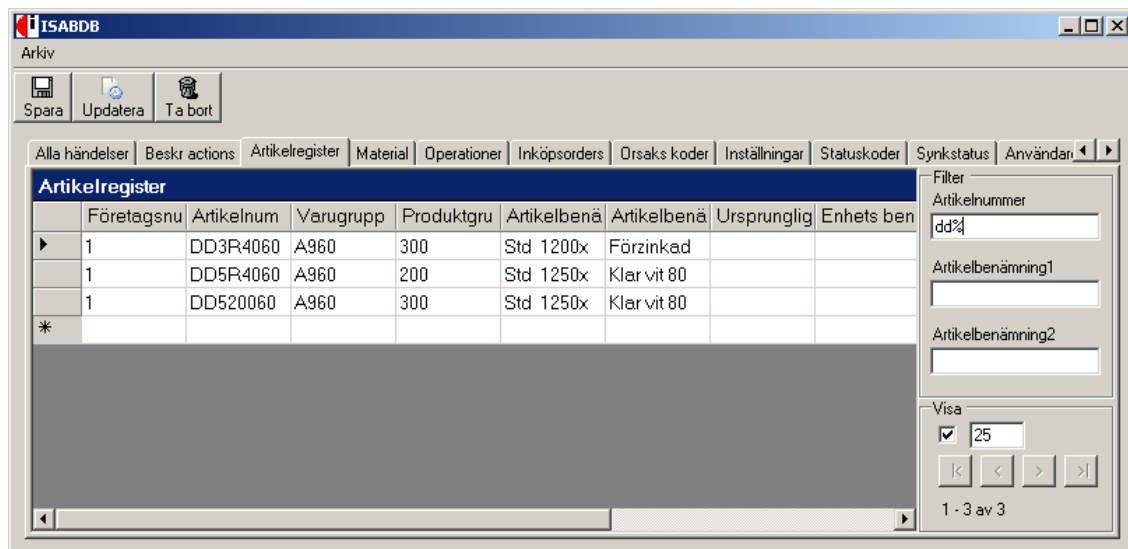 ISABDB
Arkiv
Spara Updatera Ta bort
Alla händelser Beskr actions Artikelregister Material Operationer Inköpsorders Orsaks koder Inställningar Statuskoder Synkstatus Användar
Artikelregister
Företagsnu Artikelnum Varugrupp Produktgru Artikelbenä Artikelbenä Ursprunglig Enhets ben
1 DD3R4060 A960 300 Std 1200x Förzinkad
1 DD5R4060 A960 200 Std 1250x Klar vit 80
1 DD520060 A960 300 Std 1250x Klar vit 80
Filter
Artikelnummer
dd%
Artikelbenämning1
Artikelbenämning2
Visa
25
|< < > >|
1 - 3 av 3